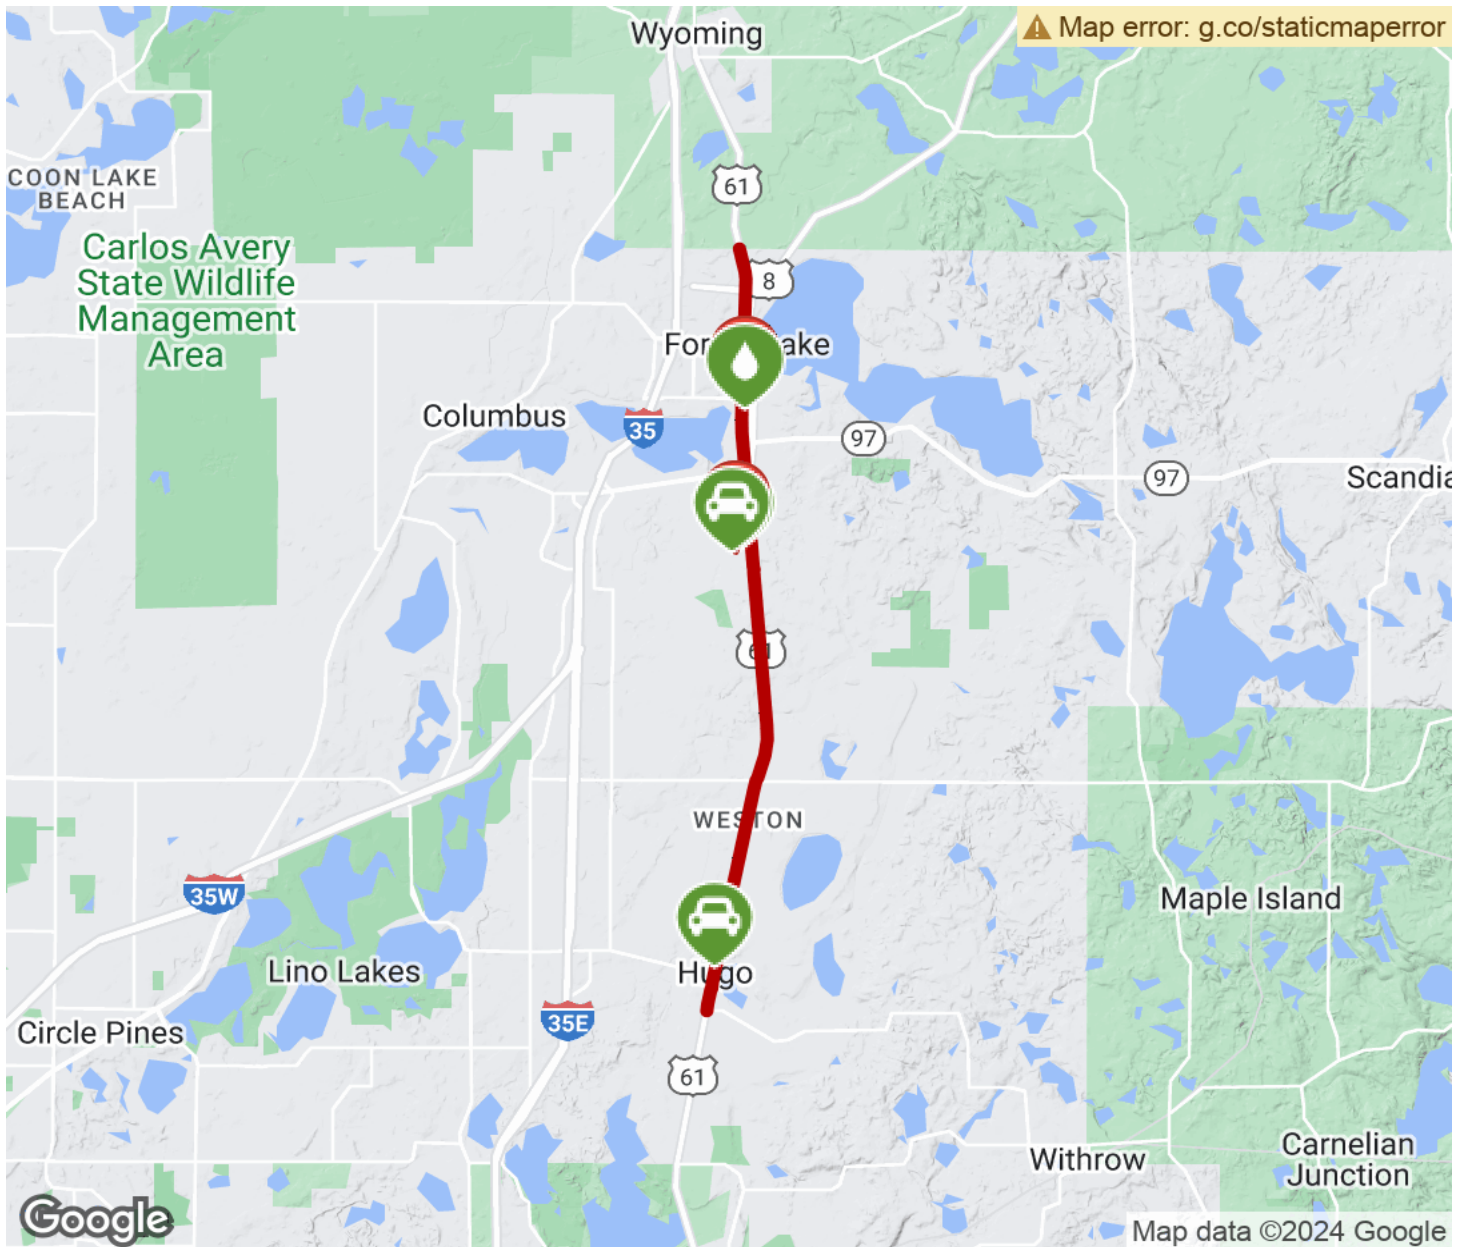 Wyoming
Map error: g.co/staticmaperror
COON LAKE
BEACH
61
Carlos Avery
State Wildlife
Management
Area
8
Columbus
35
97
97
Scandia
61
WESTON
35W
Maple Island
Lino Lakes
Hugo
35E
Circle Pines
61
Withrow
Carnelian
Junction
Google
Map data ©2024 Google